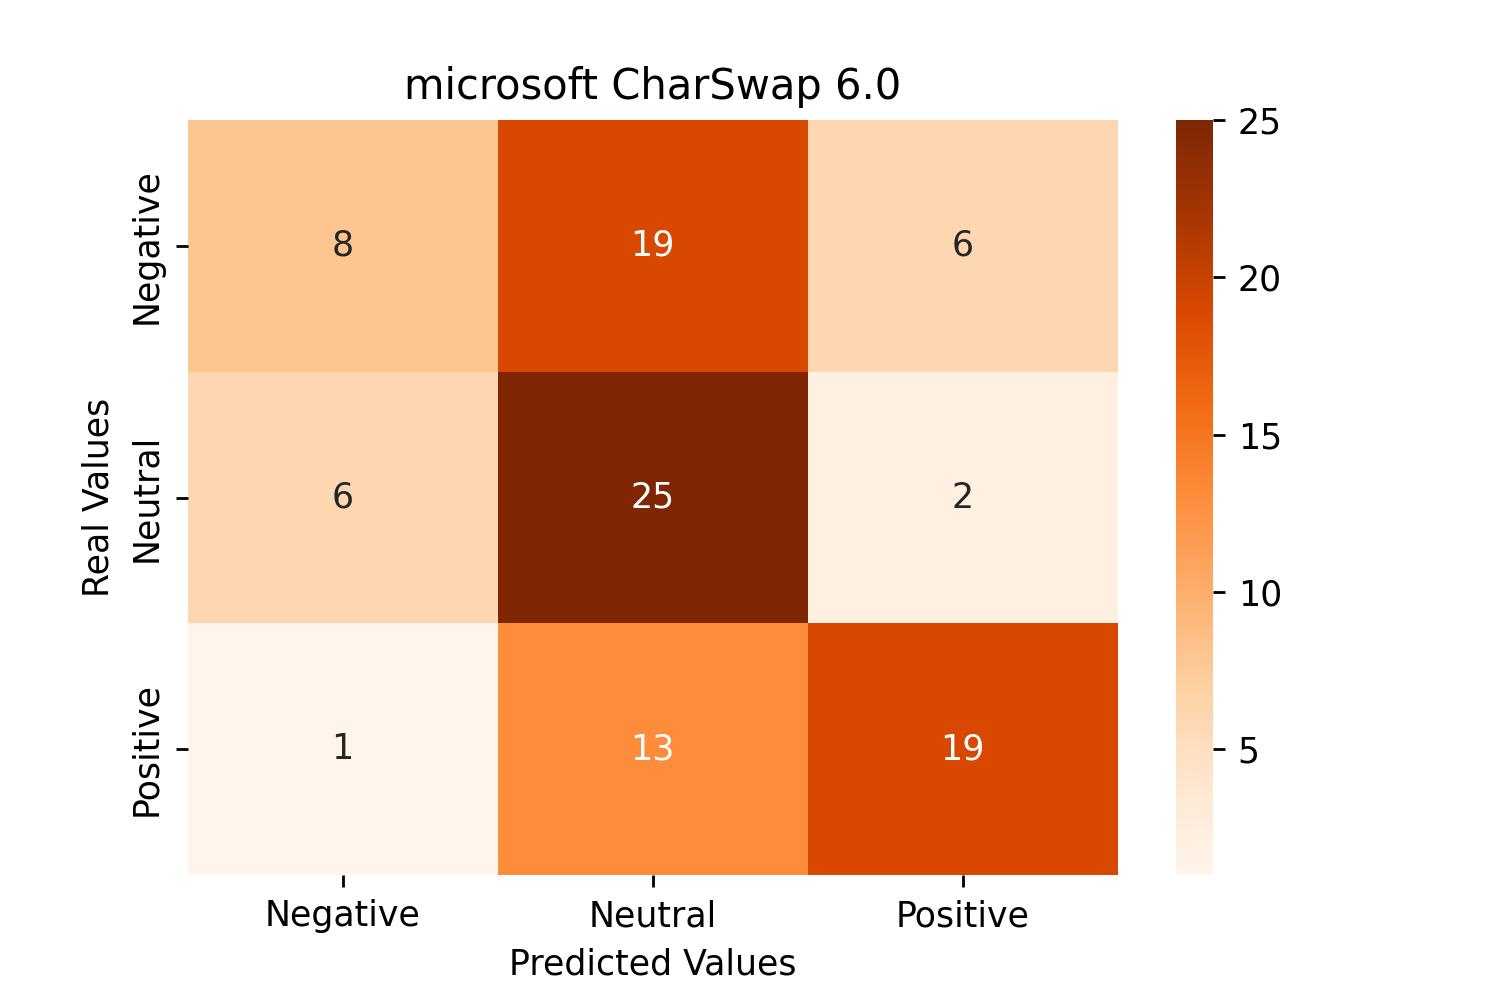 microsoft CharSwap 6.0
Real Values
Negative
8 19 6
Neutral
6 25 2
Positive
1 13 19
Negative Neutral Positive
Predicted Values
25
20
15
10
5